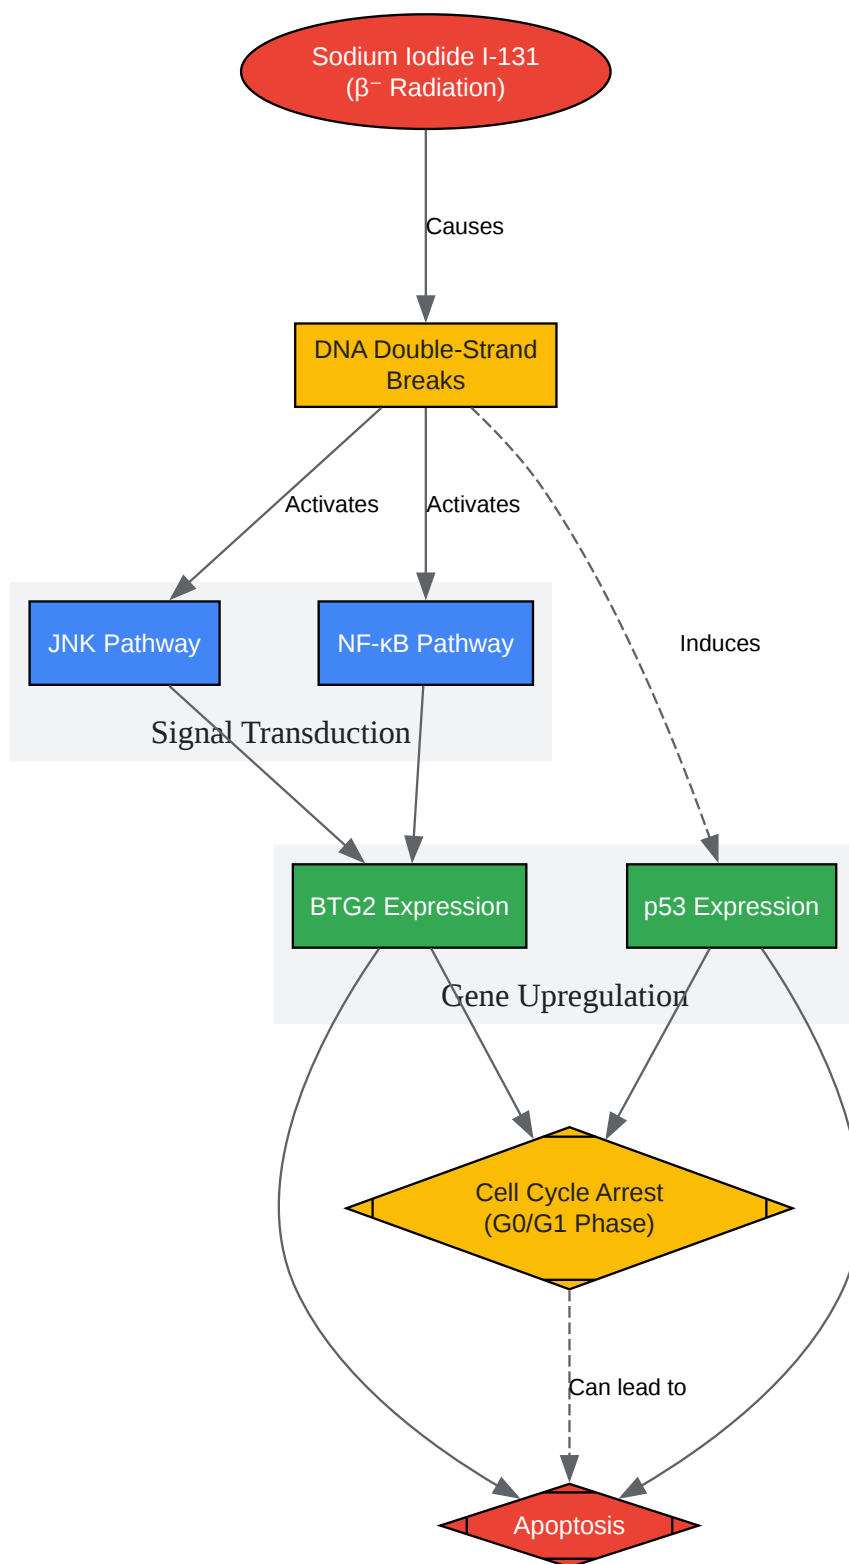 Sodium Iodide I-131
(β⁻ Radiation)
Causes
DNA Double-Strand
Breaks
Activates
Activates
JNK Pathway
NF-κB Pathway
Induces
Signal Transduction
BTG2 Expression
p53 Expression
Gene Upregulation
Cell Cycle Arrest
(G0/G1 Phase)
Can lead to
Apoptosis